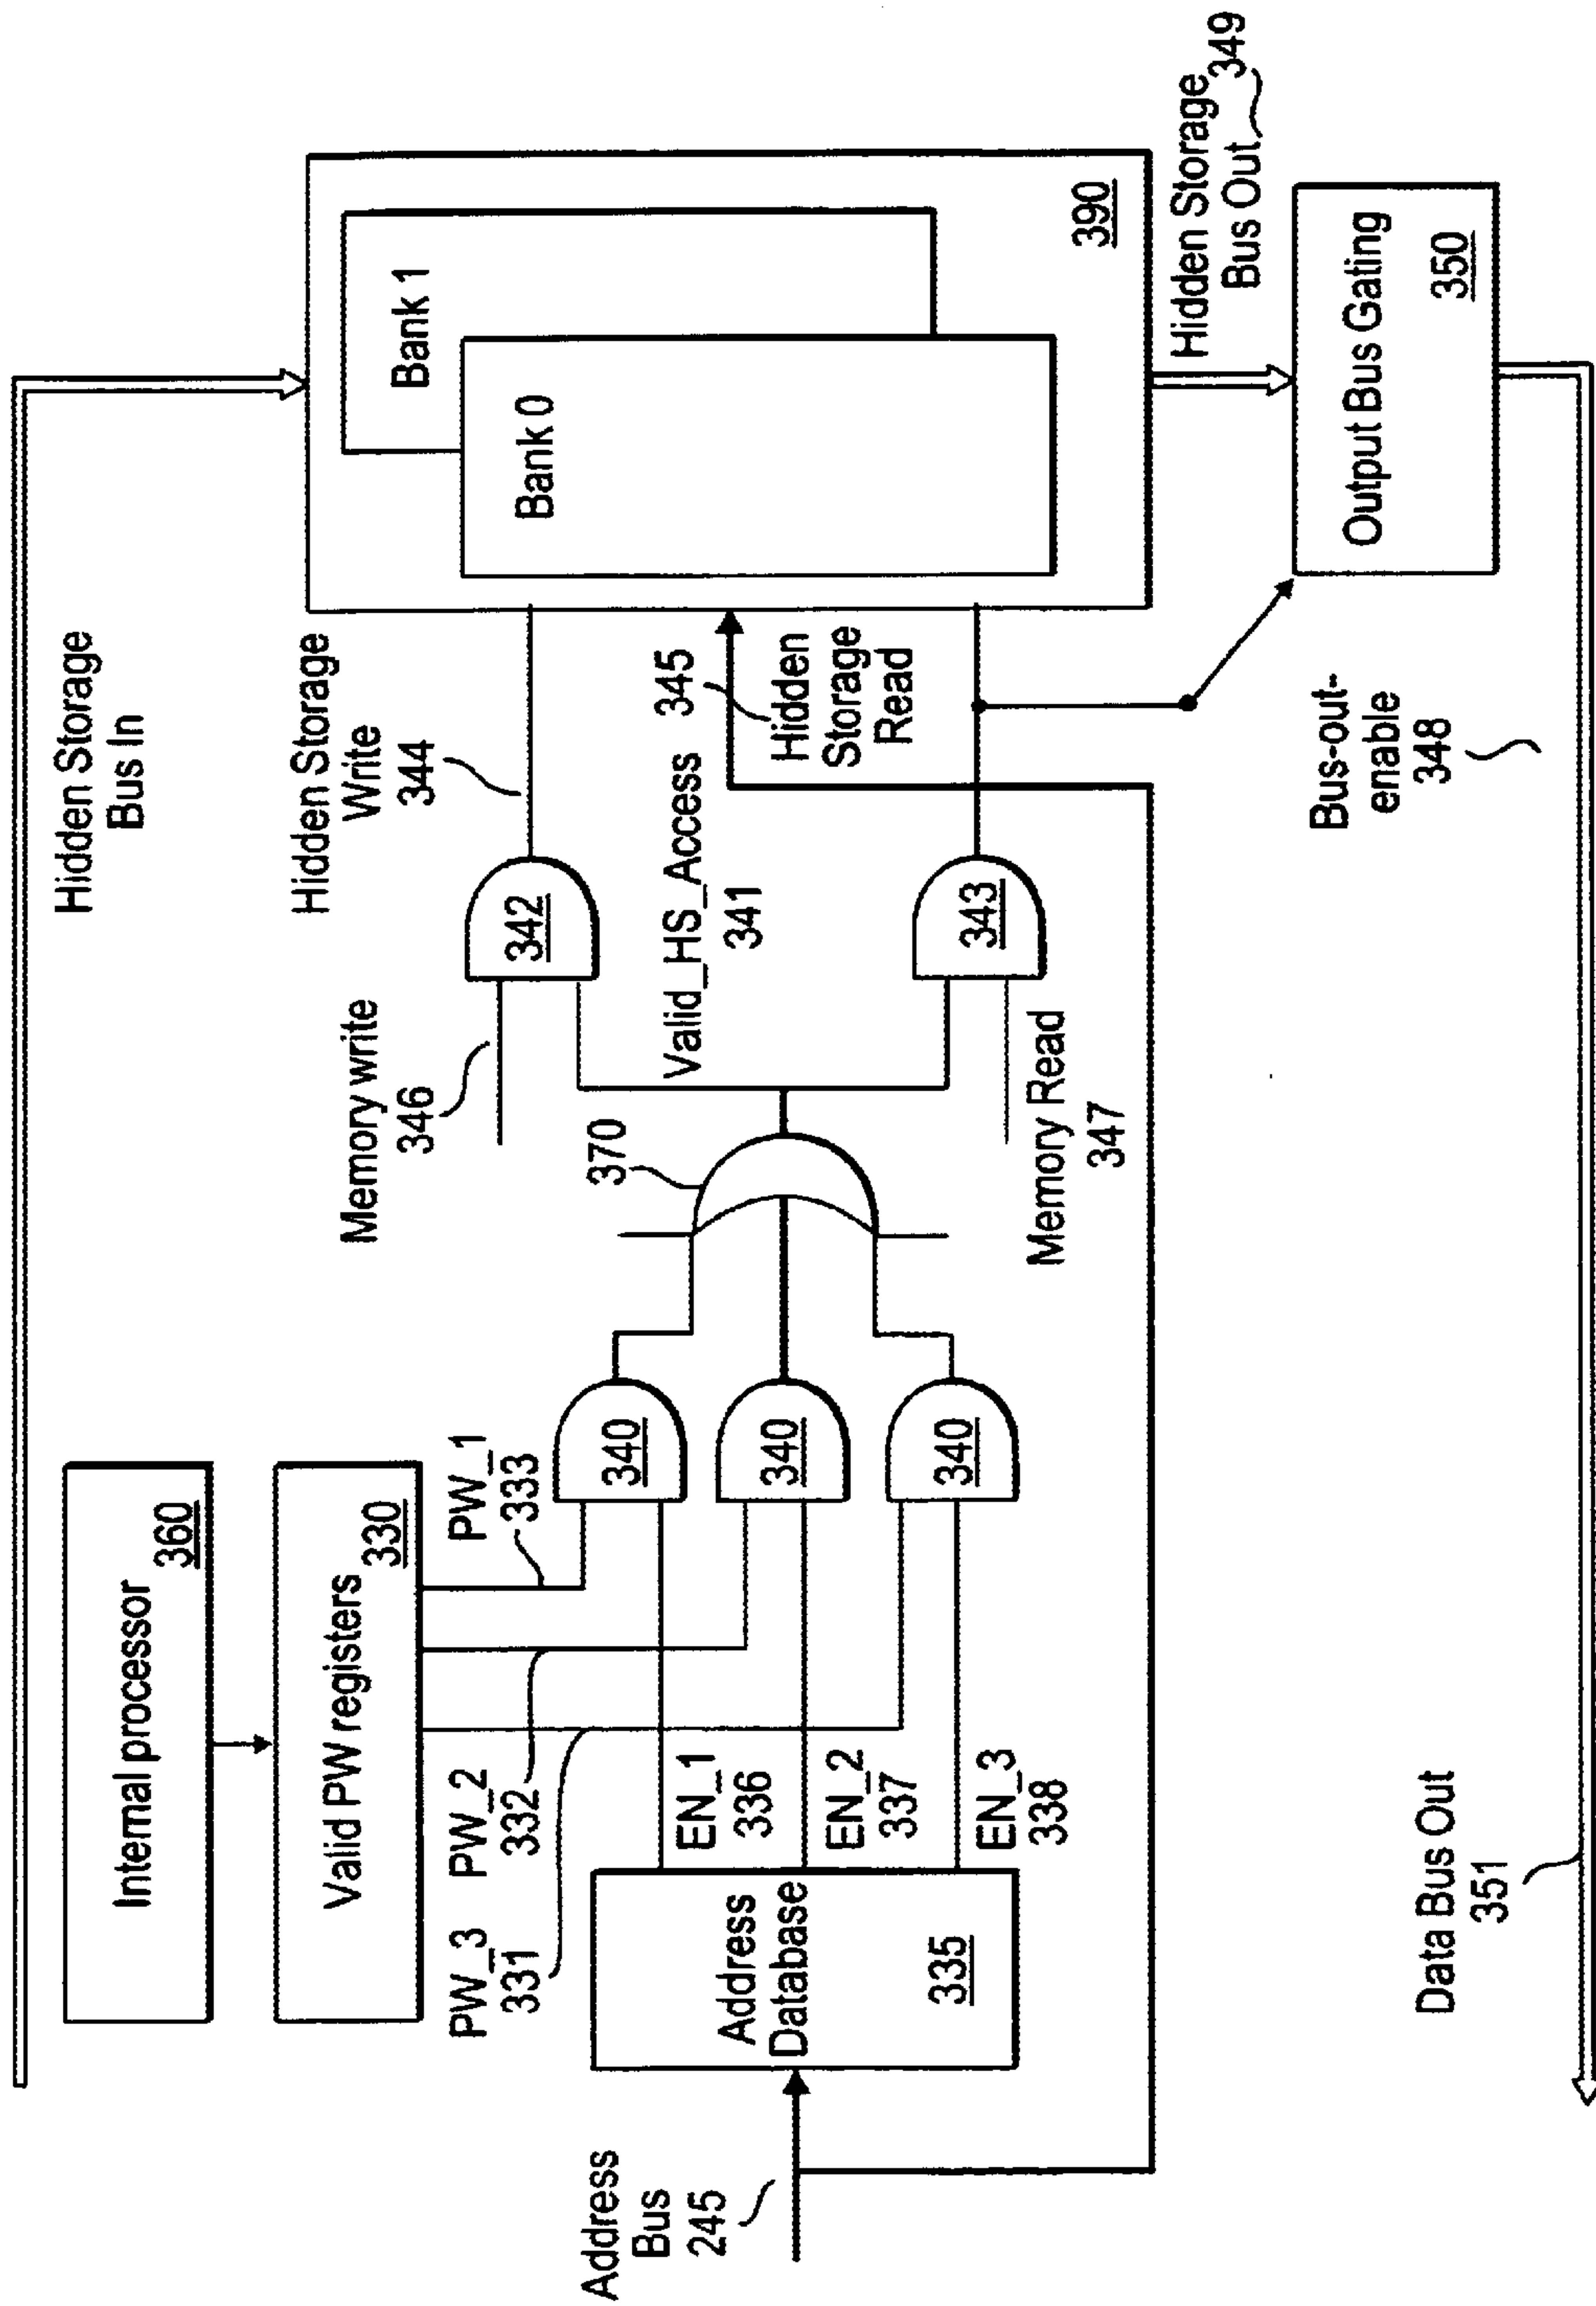 Hidden Storage
Bus In
Internal processor
360
Valid PW registers
330
Hidden Storage
Write
344
Memory write
346
PW_1
333
PW_2
332
PW_3
331
340
340
340
370
342
Bank 1
Bank 0
390
Valid_HS_Access
341
345
Hidden
Storage
Read
EN_1
336
EN_2
337
EN_3
338
Address
Database
335
Address
Bus
245
343
Memory Read
347
Hidden Storage
Bus Out 349
Output Bus Gating
350
Bus-out-
enable
348
Data Bus Out
351